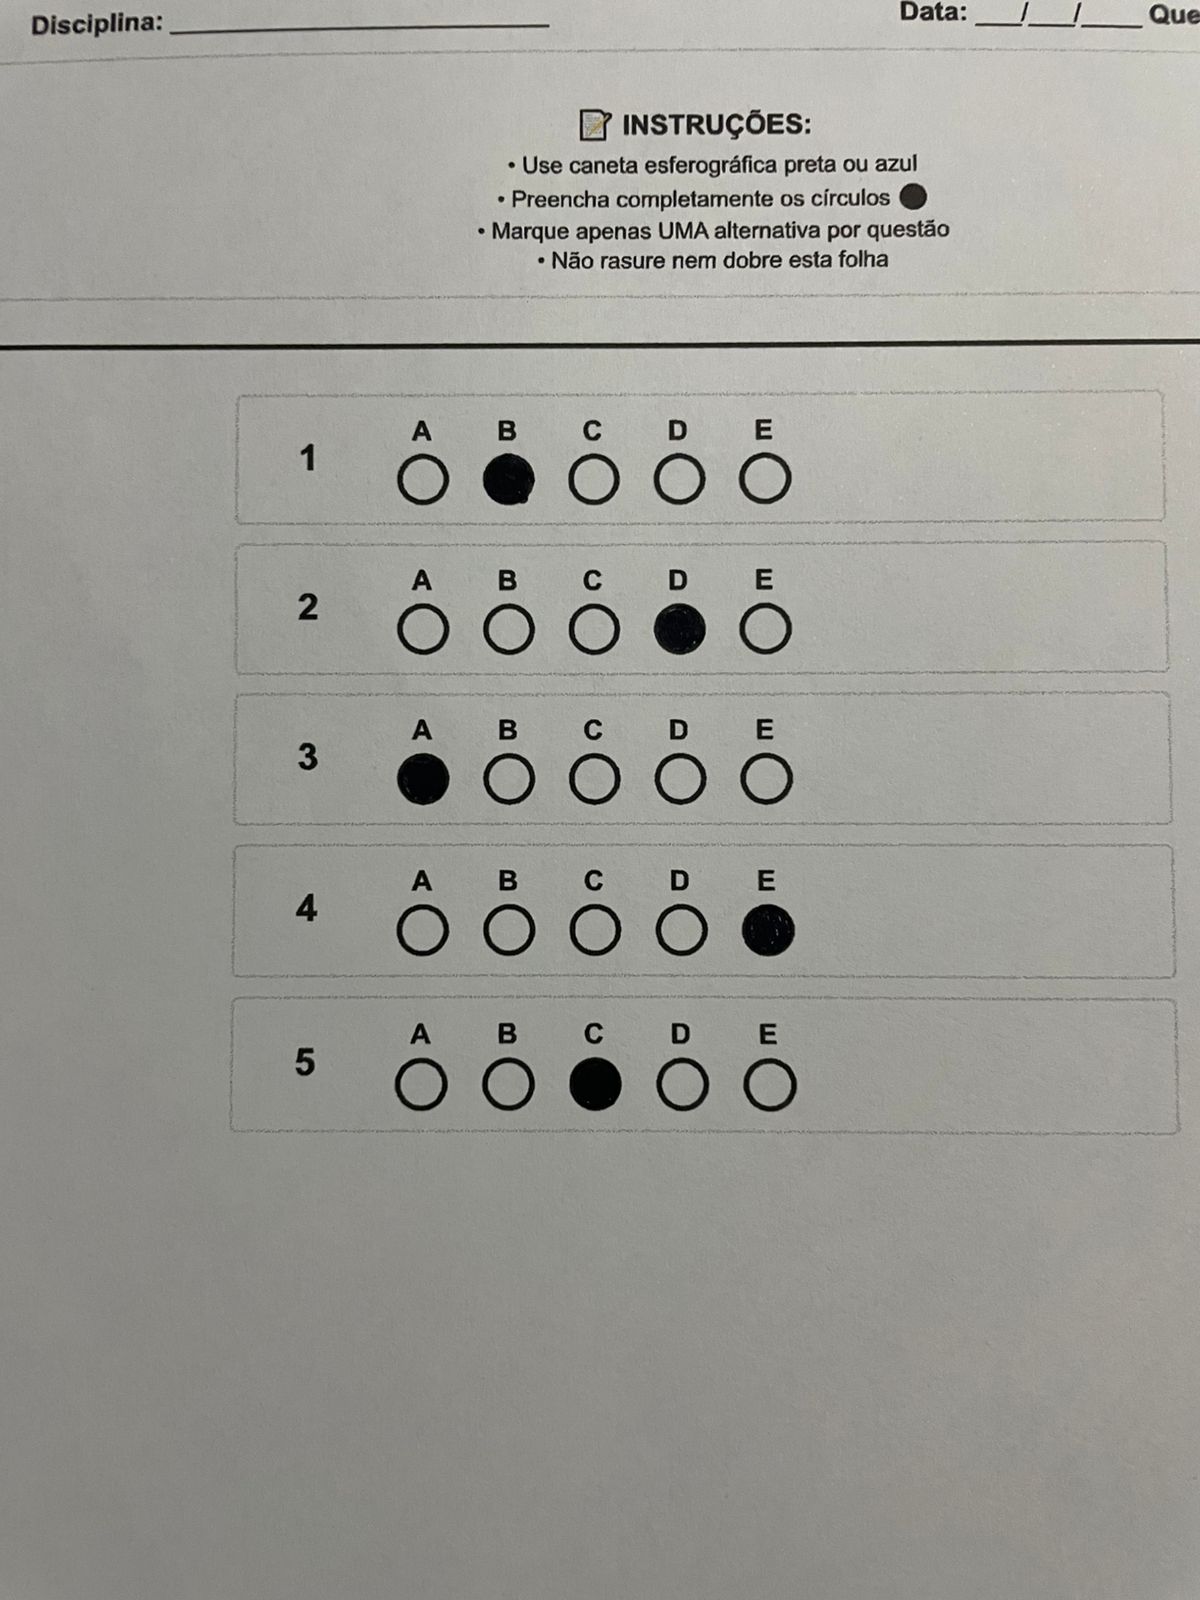 Disciplina: ____________________ Data: ___/___/____ Que
📝 INSTRUÇÕES:
• Use caneta esferográfica preta ou azul
• Preencha completamente os círculos ●
• Marque apenas UMA alternativa por questão
• Não rasure nem dobre esta folha
A B C D E
1
A B C D E
2
A B C D E
3
A B C D E
4
A B C D E
5